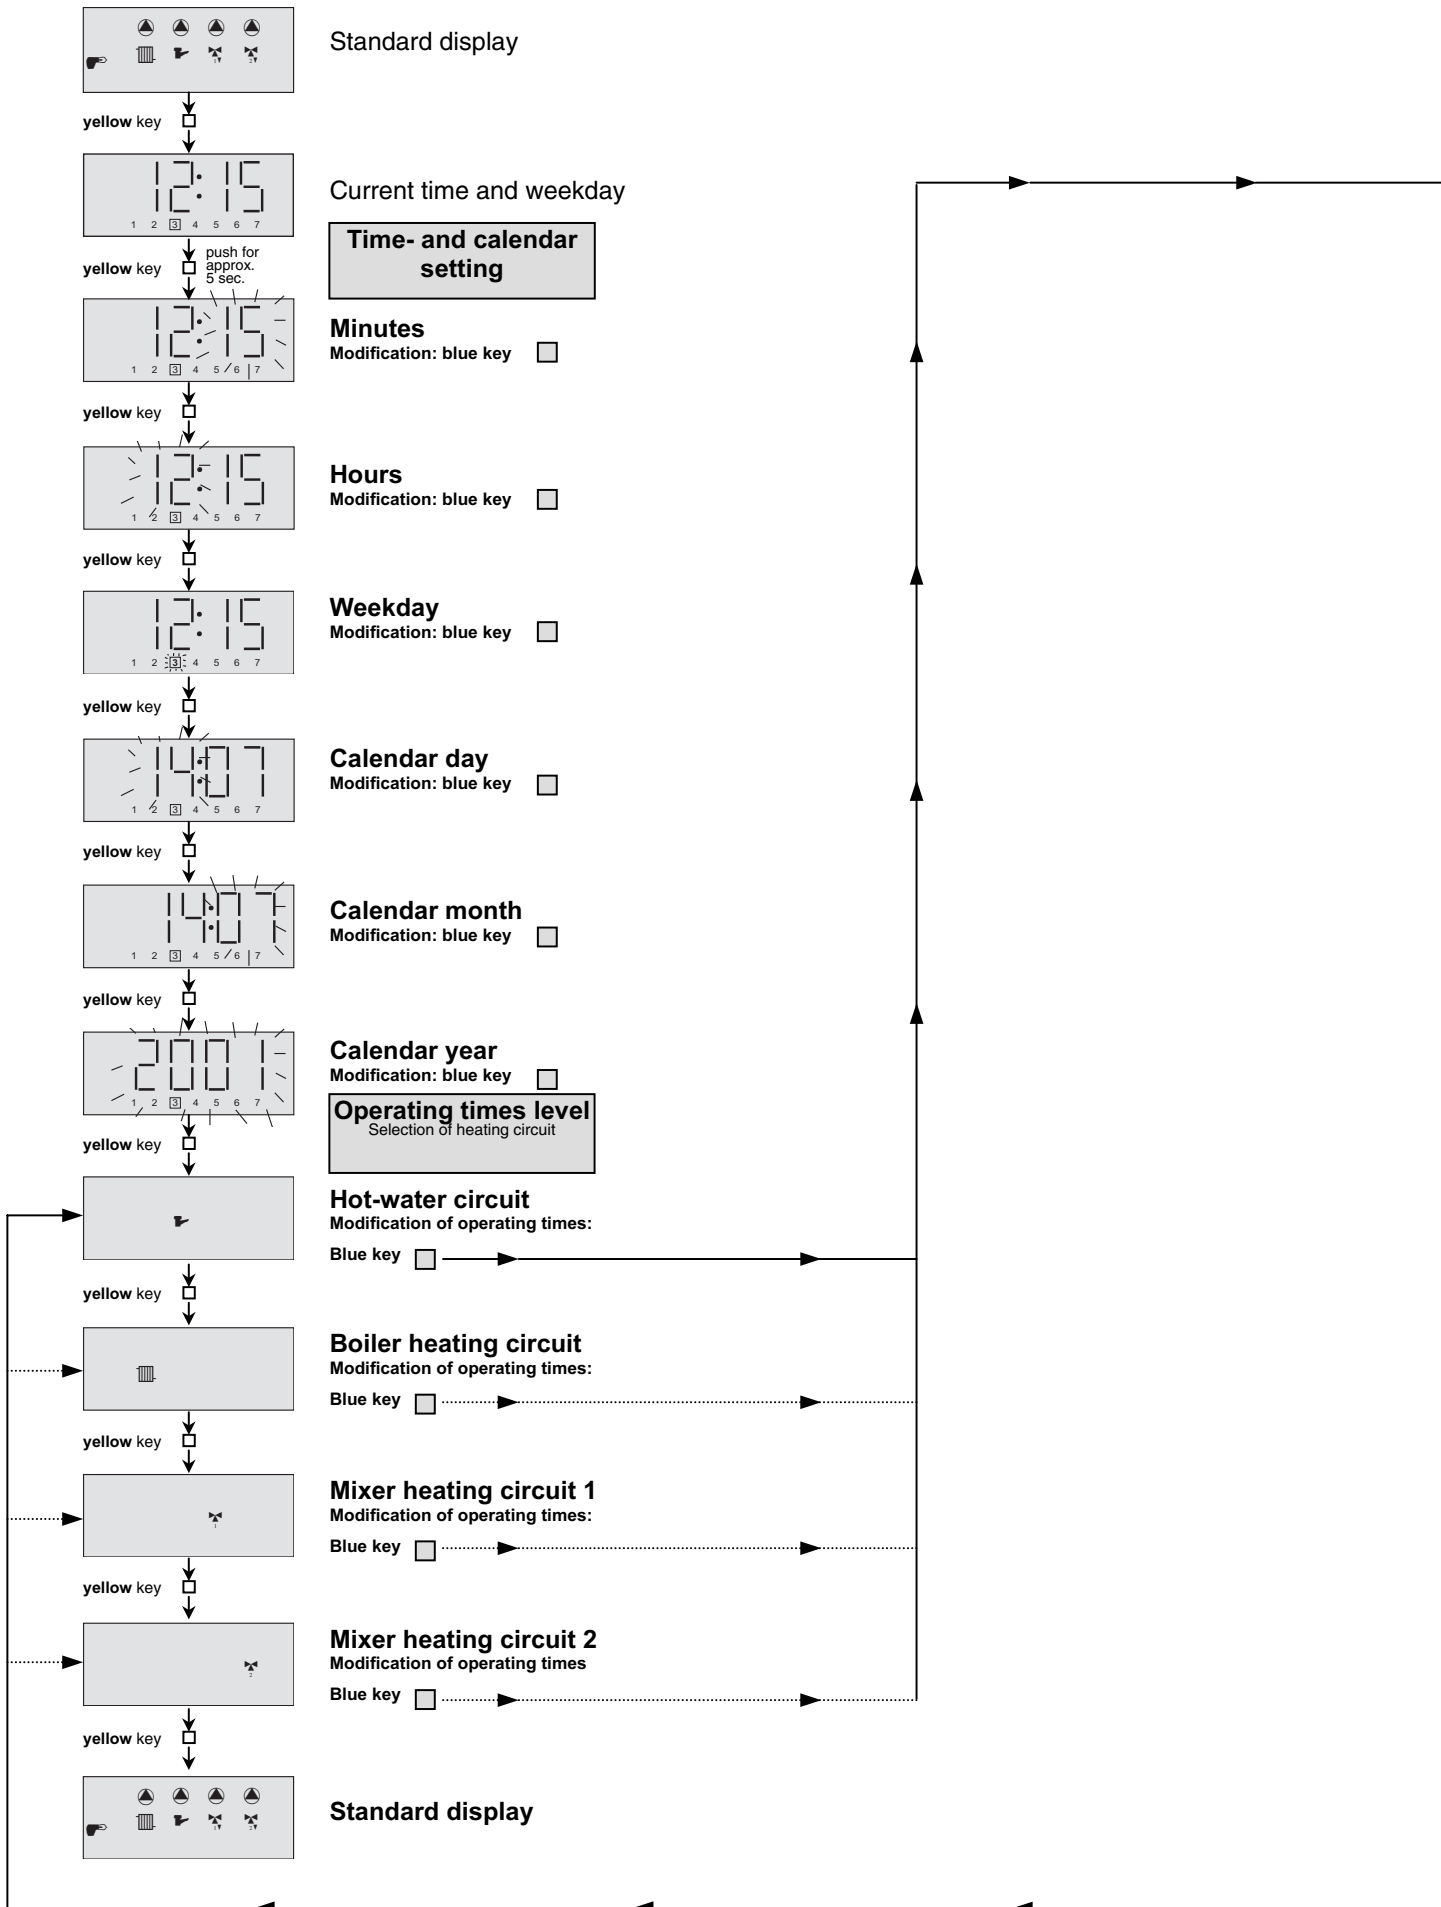 Standard display
yellow key
12:15
1 2 3 4 5 6 7
Current time and weekday
Time- and calendar
setting
yellow key
push for
approx.
5 sec.
12:15
1 2 3 4 5 6 7
Minutes
Modification: blue key
yellow key
12:15
1 2 3 4 5 6 7
Hours
Modification: blue key
yellow key
12:15
1 2 3 4 5 6 7
Weekday
Modification: blue key
yellow key
14:07
1 2 3 4 5 6 7
Calendar day
Modification: blue key
yellow key
14:07
1 2 3 4 5 6 7
Calendar month
Modification: blue key
yellow key
2001
1 2 3 4 5 6 7
Calendar year
Modification: blue key
Operating times level
Selection of heating circuit
yellow key
Hot-water circuit
Modification of operating times:
Blue key
yellow key
Boiler heating circuit
Modification of operating times:
Blue key
yellow key
Mixer heating circuit 1
Modification of operating times:
Blue key
1
yellow key
Mixer heating circuit 2
Modification of operating times
Blue key
2
yellow key
1 2
Standard display